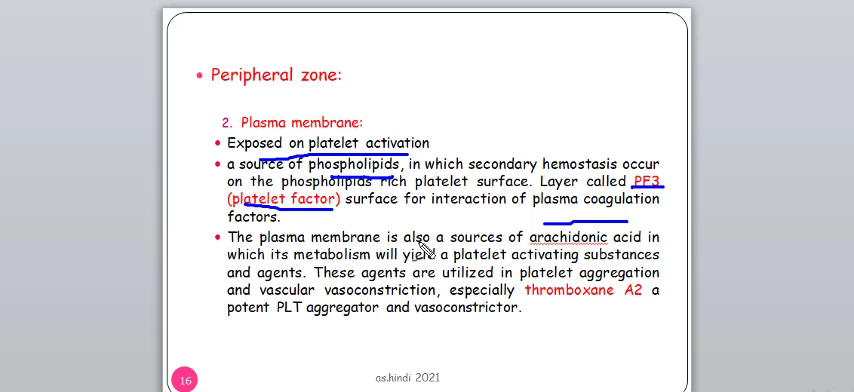 • Peripheral zone:
2. Plasma membrane:
• Exposed on platelet activation
• a source of phospholipids, in which secondary hemostasis occur
on the phospholipids rich platelet surface. Layer called PF3
(platelet factor) surface for interaction of plasma coagulation
factors.
• The plasma membrane is also a sources of arachidonic acid in
which its metabolism will yield a platelet activating substances
and agents. These agents are utilized in platelet aggregation
and vascular vasoconstriction, especially thromboxane A2 a
potent PLT aggregator and vasoconstrictor.
16
as.hindi 2021